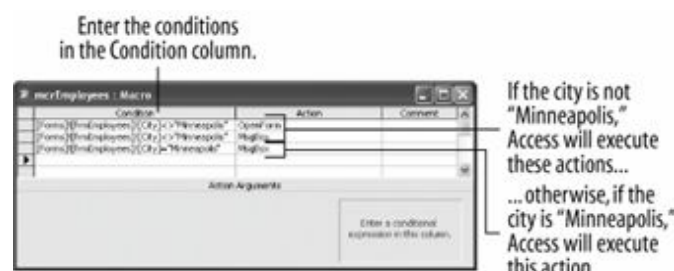 Enter the conditions
in the Condition column.
mcrEmployees : Macro
Condition Action Comment
[Forms]![frmEmployees]![City]<>"Minneapolis" OpenForm
[Forms]![frmEmployees]![City]<>"Minneapolis" MsgBox
[Forms]![frmEmployees]![City]="Minneapolis" MsgBox
Action Arguments
Enter a conditional
expression in this column.
If the city is not
“Minneapolis,”
Access will execute
these actions...
... otherwise, if the
city is “Minneapolis,”
Access will execute
this action